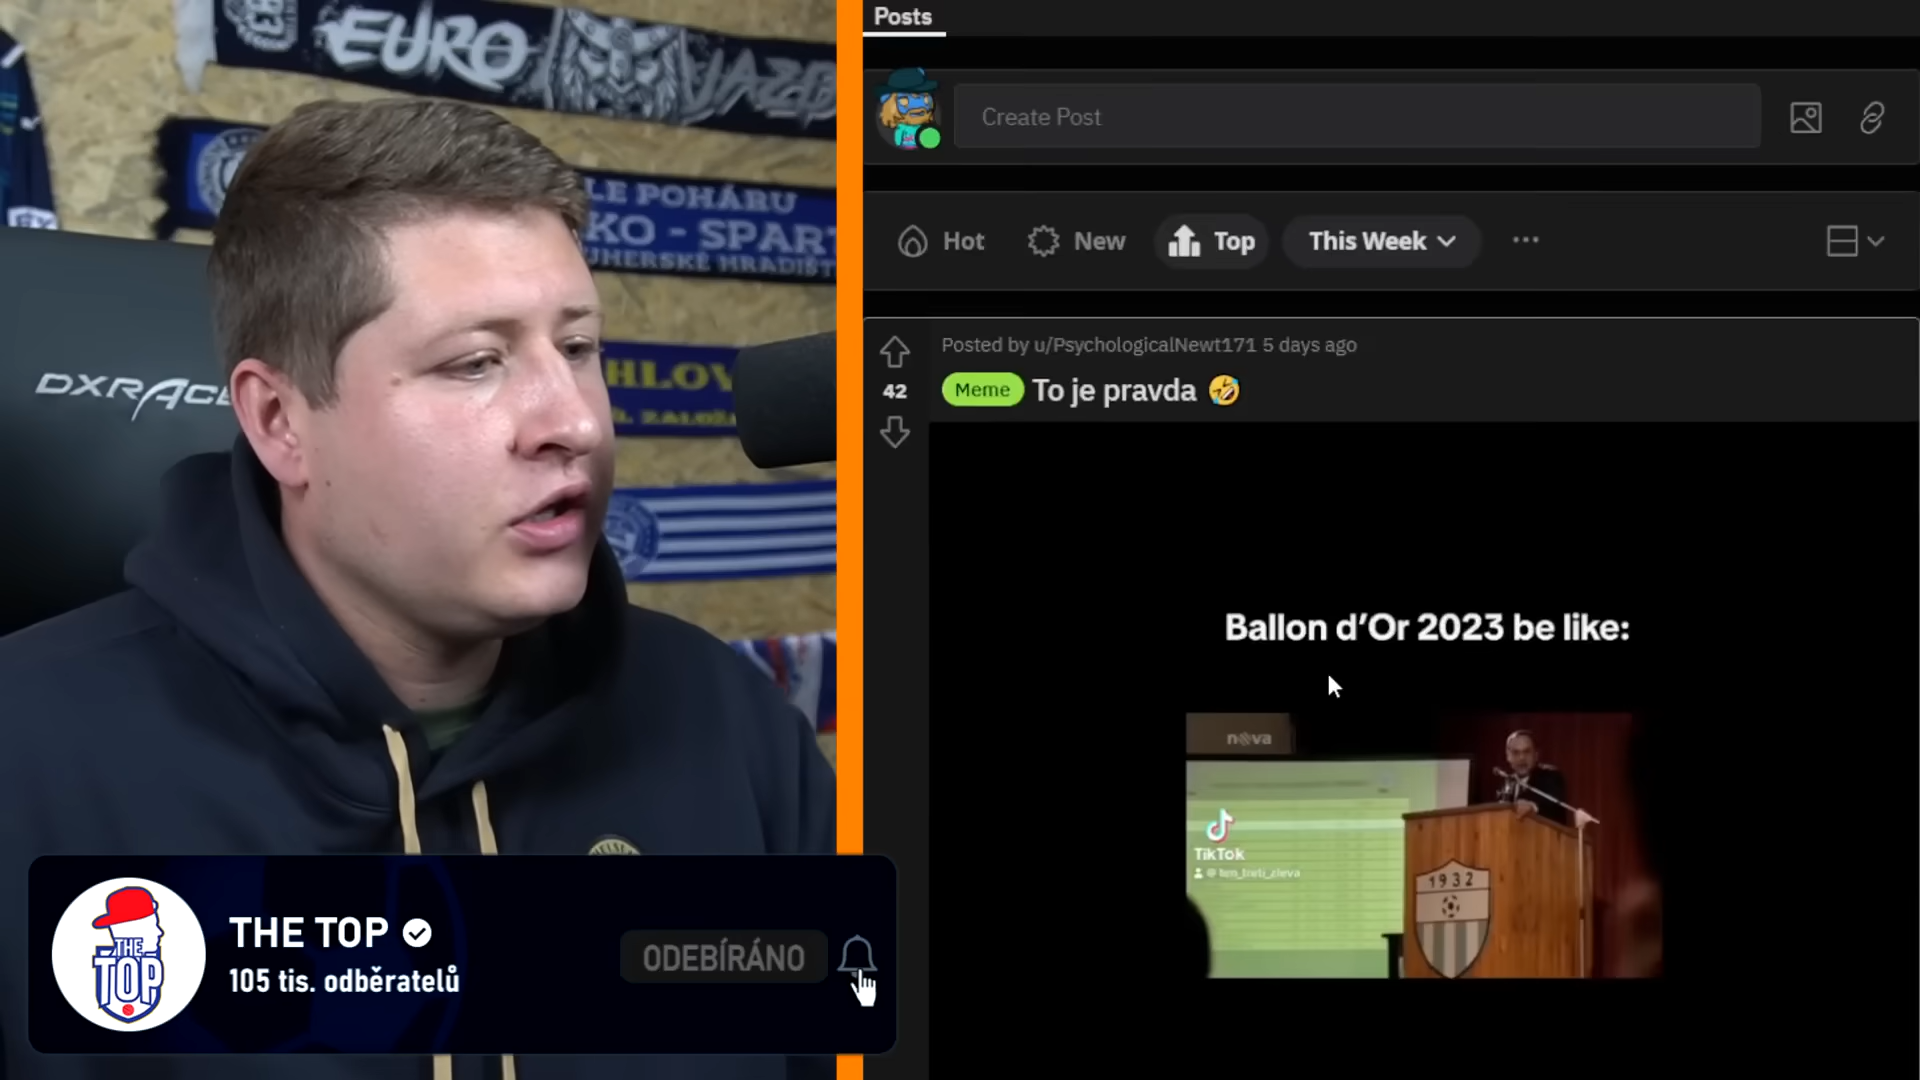 EURO
JAZD
LE POHÁRU
KO - SPART
UHERSKÉ HRADIŠT
DXRACE
HLOV
THE
TOP
THE TOP
105 tis. odběratelů
ODEBÍRÁNO
Posts
Create Post
Hot
New
Top
This Week
Posted by u/PsychologicalNewt171 5 days ago
42
Meme
To je pravda 🤣
Ballon d’Or 2023 be like:
nova
TikTok
@ten_treti_zleva
1932